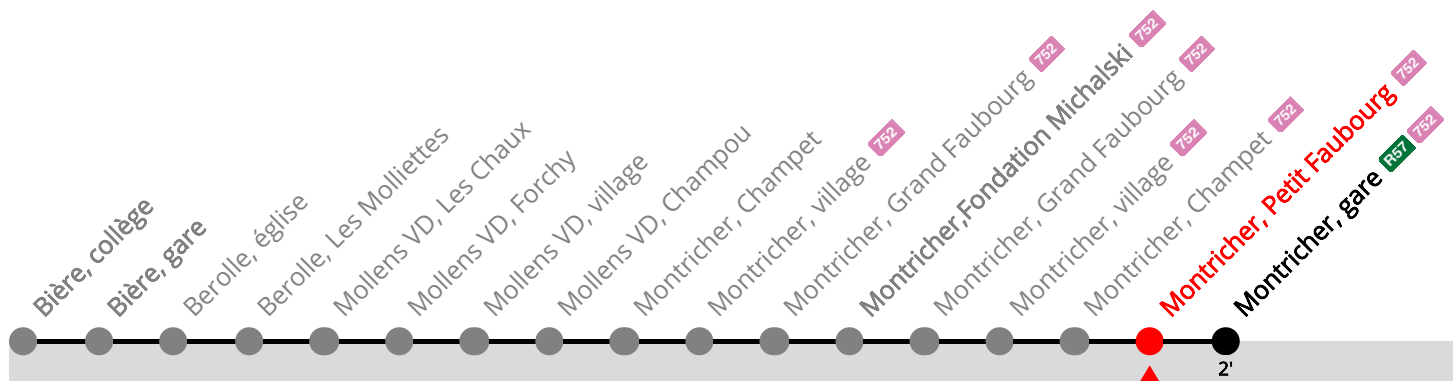 Bière, collège
Bière, gare
Berolle, église
Berolle, Les Molliettes
Mollens VD, Les Chaux
Mollens VD, Forchy
Mollens VD, village
Mollens VD, Champou
Montricher, Champet
Montricher, village 752
Montricher, Grand Faubourg 752
Montricher,Fondation Michalski 752
Montricher, Grand Faubourg 752
Montricher, village 752
Montricher, Champet 752
Montricher, Petit Faubourg 752
Montricher, gare R57 752
2'